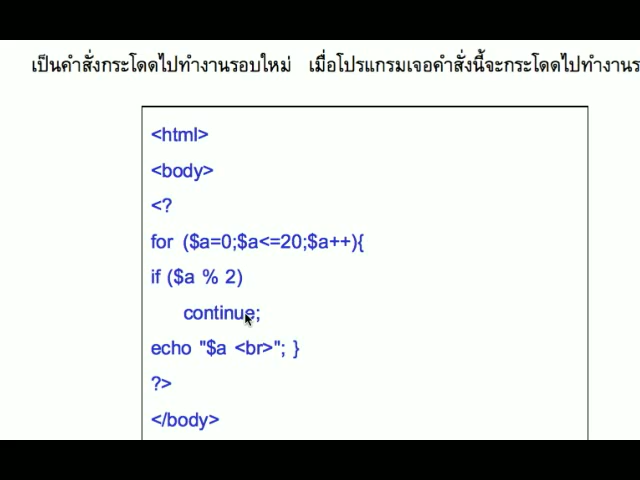 เป็นคำสั่งกระโดดไปทำงานรอบใหม่ เมื่อโปรแกรมเจอคำสั่งนี้จะกระโดดไปทำงานร
<html>
<body>
<?
for ($a=0;$a<=20;$a++){
if ($a % 2)
continue;
echo "$a <br>"; }
?>
</body>